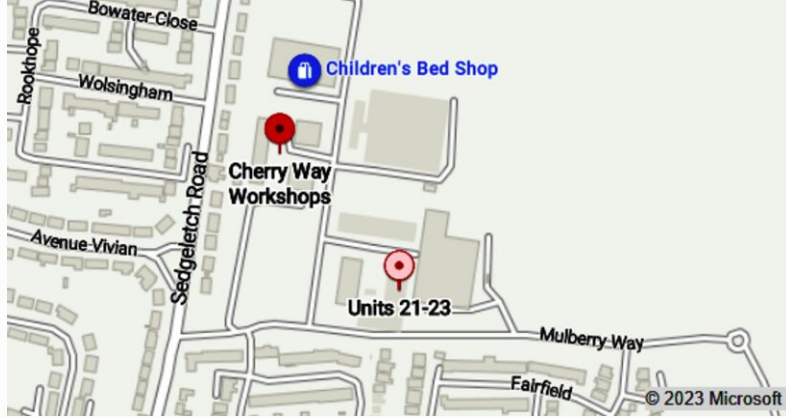 Bowater Close
Rookhope
Children's Bed Shop
Wolsingham
Cherry Way
Workshops
Sedgeletch Road
Avenue Vivian
Units 21-23
Mulberry Way
Fairfield
© 2023 Microsoft